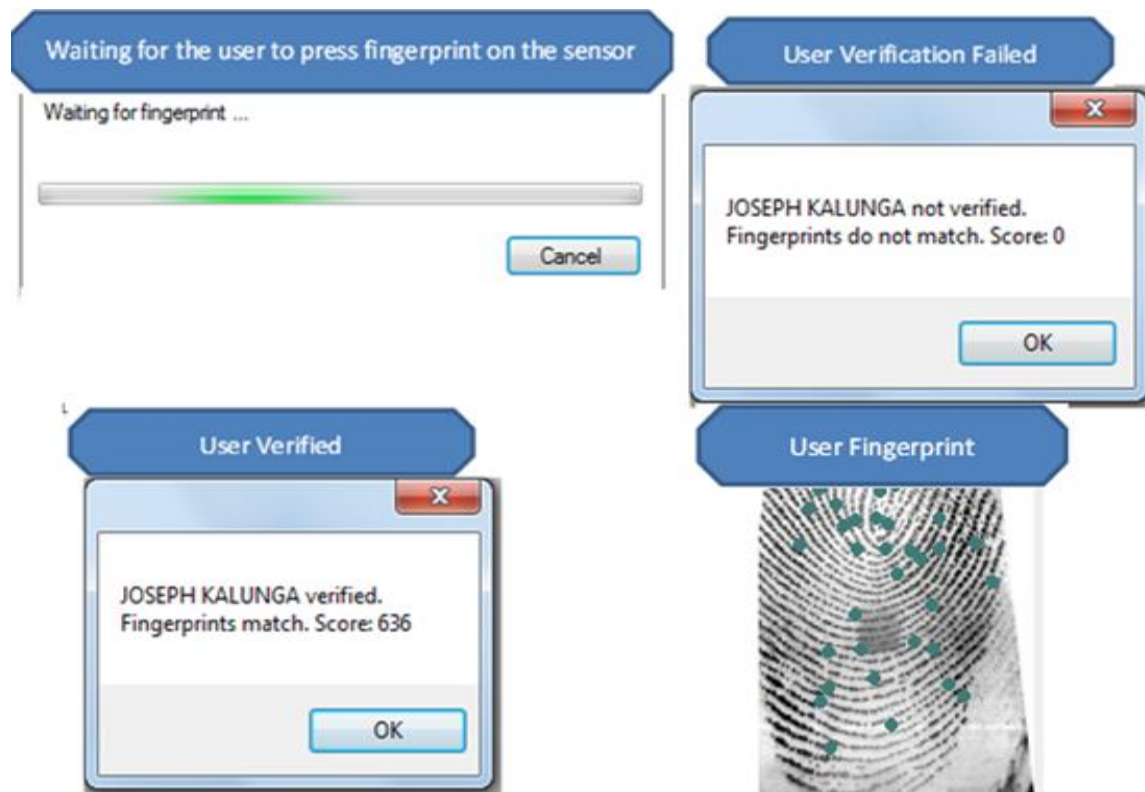 Waiting for the user to press fingerprint on the sensor
Waiting for fingerprint ...
Cancel
User Verification Failed
JOSEPH KALUNGA not verified.
Fingerprints do not match. Score: 0
OK
User Verified
JOSEPH KALUNGA verified.
Fingerprints match. Score: 636
OK
User Fingerprint